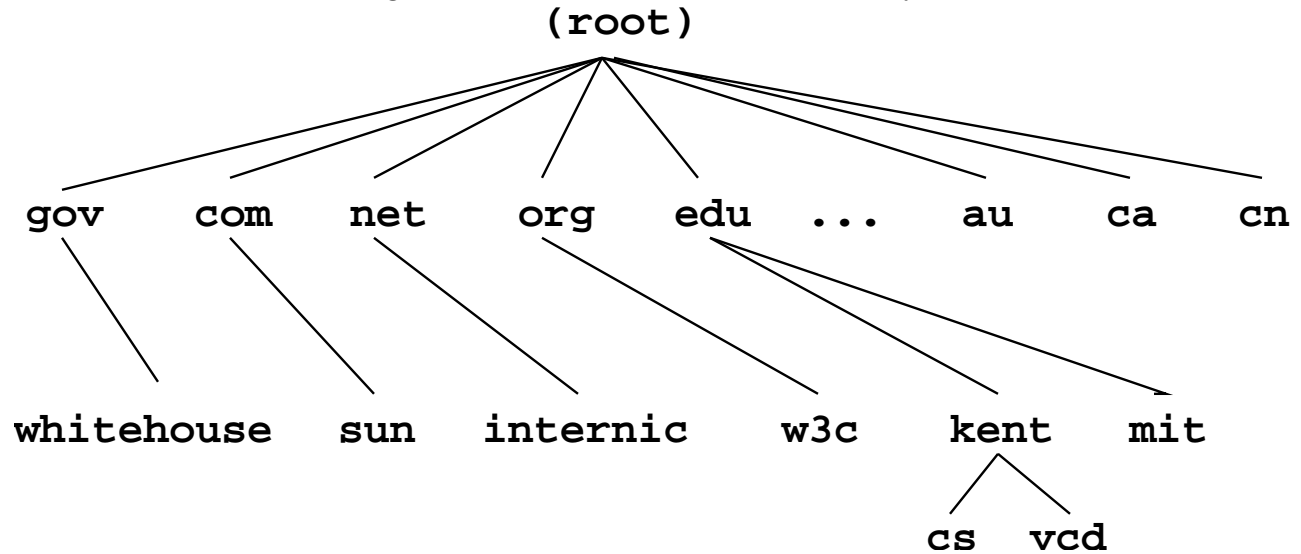 (root)
gov com net org edu ... au ca cn
whitehouse sun internic w3c kent mit
cs vcd